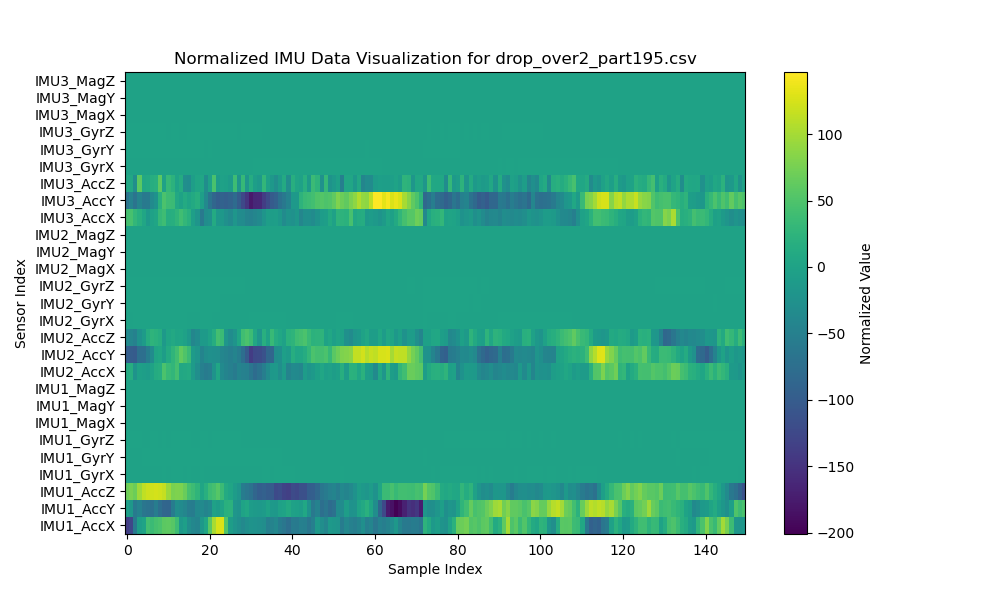 Normalized IMU Data Visualization for drop_over2_part195.csv
Sensor Index
IMU3_MagZ
IMU3_MagY
IMU3_MagX
IMU3_GyrZ
IMU3_GyrY
IMU3_GyrX
IMU3_AccZ
IMU3_AccY
IMU3_AccX
IMU2_MagZ
IMU2_MagY
IMU2_MagX
IMU2_GyrZ
IMU2_GyrY
IMU2_GyrX
IMU2_AccZ
IMU2_AccY
IMU2_AccX
IMU1_MagZ
IMU1_MagY
IMU1_MagX
IMU1_GyrZ
IMU1_GyrY
IMU1_GyrX
IMU1_AccZ
IMU1_AccY
IMU1_AccX
0 20 40 60 80 100 120 140
Sample Index
100
50
0
−50
−100
−150
−200
Normalized Value